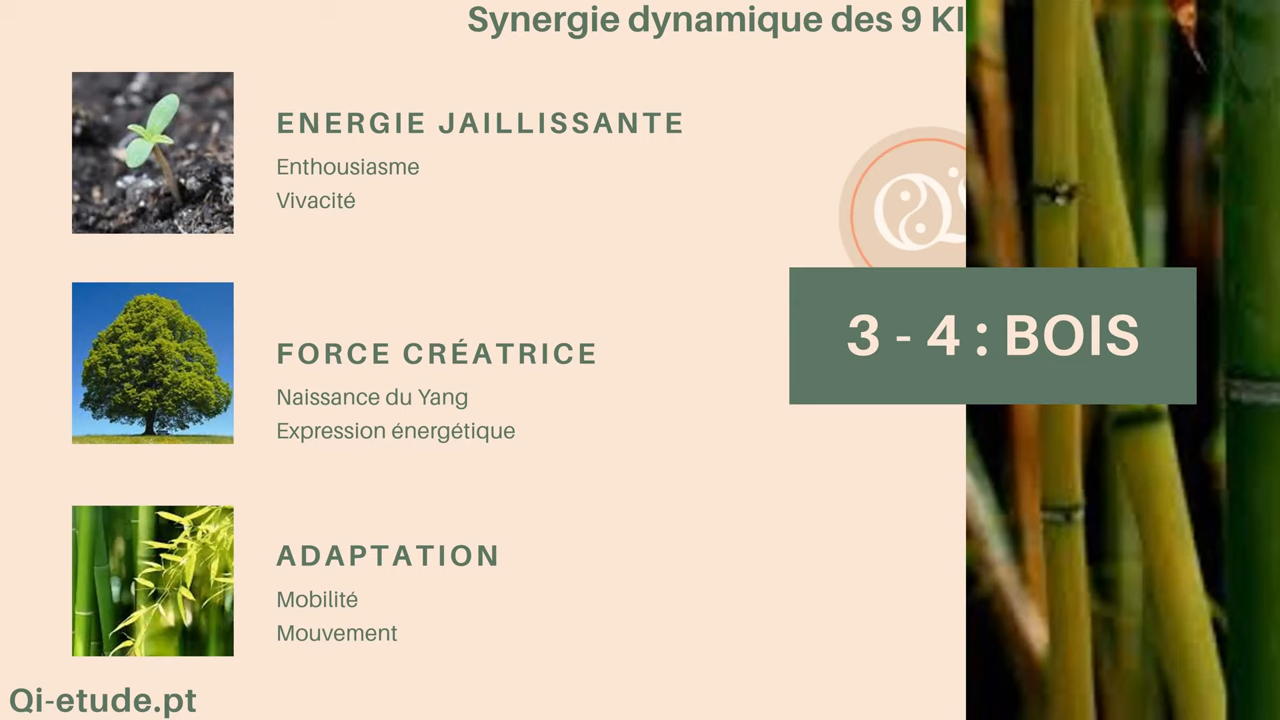 Synergie dynamique des 9 KI
ENERGIE JAILLISSANTE
Enthousiasme
Vivacité
3 - 4 : BOIS
FORCE CRÉATRICE
Naissance du Yang
Expression énergétique
ADAPTATION
Mobilité
Mouvement
Qi-etude.pt